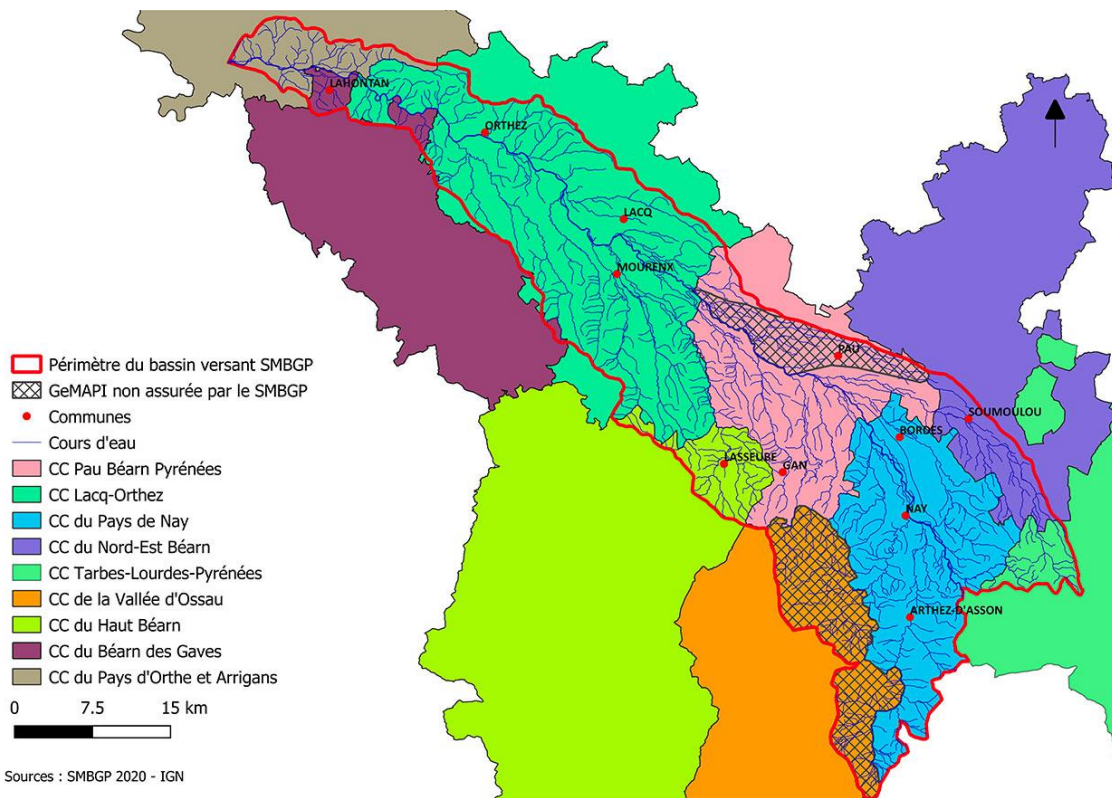 LAHONTAN
ORTHEZ
LACQ
MOURENX
PAU
SOUMOULOU
BORDES
LASSEUBE
GAN
NAY
ARTHEZ-D'ASSON
Périmètre du bassin versant SMBGP
GeMAPI non assurée par le SMBGP
Communes
Cours d'eau
CC Pau Béarn Pyrénées
CC Lacq-Orthez
CC du Pays de Nay
CC du Nord-Est Béarn
CC Tarbes-Lourdes-Pyrénées
CC de la Vallée d'Ossau
CC du Haut Béarn
CC du Béarn des Gaves
CC du Pays d'Orthe et Arrigans
0 7.5 15 km
Sources : SMBGP 2020 - IGN